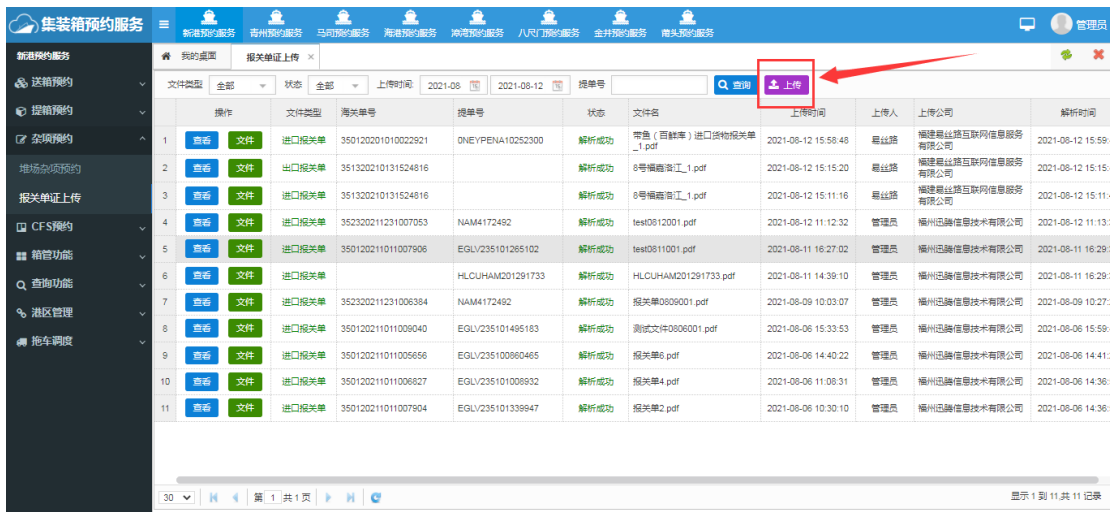 集装箱预约服务
新港预约服务 青州预约服务 马司预约服务 海港预约服务 冲湾预约服务 八尺门预约服务 金井预约服务 南头预约服务
管理员
新港预约服务 我的桌面 报关单证上传 ×
送箱预约
提箱预约
杂项预约
堆场杂项预约
报关单证上传
CFS预约
箱管功能
查询功能
港区管理
拖车调度
文件类型 全部 状态 全部 上传时间: 2021-08 2021-08-12 提单号 查询 上传
操作 文件类型 海关单号 提单号 状态 文件名 上传时间 上传人 上传公司 解析时间
1 查看 文件 进口报关单 350120201010022921 ONEYPENA10252300 解析成功 带鱼（百鲜库）进口货物报关单_1.pdf 2021-08-12 15:58:48 易丝路 福建易丝路互联网信息服务有限公司 2021-08-12 15:59:
2 查看 文件 出口报关单 351320210131524816 解析成功 8号福嘉洛江_1.pdf 2021-08-12 15:15:20 易丝路 福建易丝路互联网信息服务有限公司 2021-08-12 15:15:
3 查看 文件 进口报关单 351320210131524816 解析成功 8号福嘉洛江_1.pdf 2021-08-12 15:11:16 易丝路 福建易丝路互联网信息服务有限公司 2021-08-12 15:11:
4 查看 文件 进口报关单 352320211231007053 NAM4172492 解析成功 test0812001.pdf 2021-08-12 11:12:32 管理员 福州迅腾信息技术有限公司 2021-08-12 11:13:
5 查看 文件 进口报关单 350120211011007906 EGLV235101265102 解析成功 test0811001.pdf 2021-08-11 16:27:02 管理员 福州迅腾信息技术有限公司 2021-08-11 16:29:
6 查看 文件 进口报关单 HLCUHAM201291733 解析成功 HLCUHAM201291733.pdf 2021-08-11 14:39:10 管理员 福州迅腾信息技术有限公司 2021-08-11 16:29:
7 查看 文件 进口报关单 352320211231006384 NAM4172492 解析成功 报关单0809001.pdf 2021-08-09 10:03:07 管理员 福州迅腾信息技术有限公司 2021-08-09 10:27:
8 查看 文件 进口报关单 350120211011009040 EGLV235101495183 解析成功 测试文件0806001.pdf 2021-08-06 15:33:53 管理员 福州迅腾信息技术有限公司 2021-08-06 15:59:
9 查看 文件 进口报关单 350120211011005656 EGLV235100860465 解析成功 报关单6.pdf 2021-08-06 14:40:22 管理员 福州迅腾信息技术有限公司 2021-08-06 14:41:
10 查看 文件 进口报关单 350120211011006827 EGLV235101008932 解析成功 报关单4.pdf 2021-08-06 11:08:31 管理员 福州迅腾信息技术有限公司 2021-08-06 14:36:
11 查看 文件 进口报关单 350120211011007904 EGLV235101339947 解析成功 报关单2.pdf 2021-08-06 10:30:10 管理员 福州迅腾信息技术有限公司 2021-08-06 14:36:
30 第 1 共1页 显示 1 到 11,共 11 记录